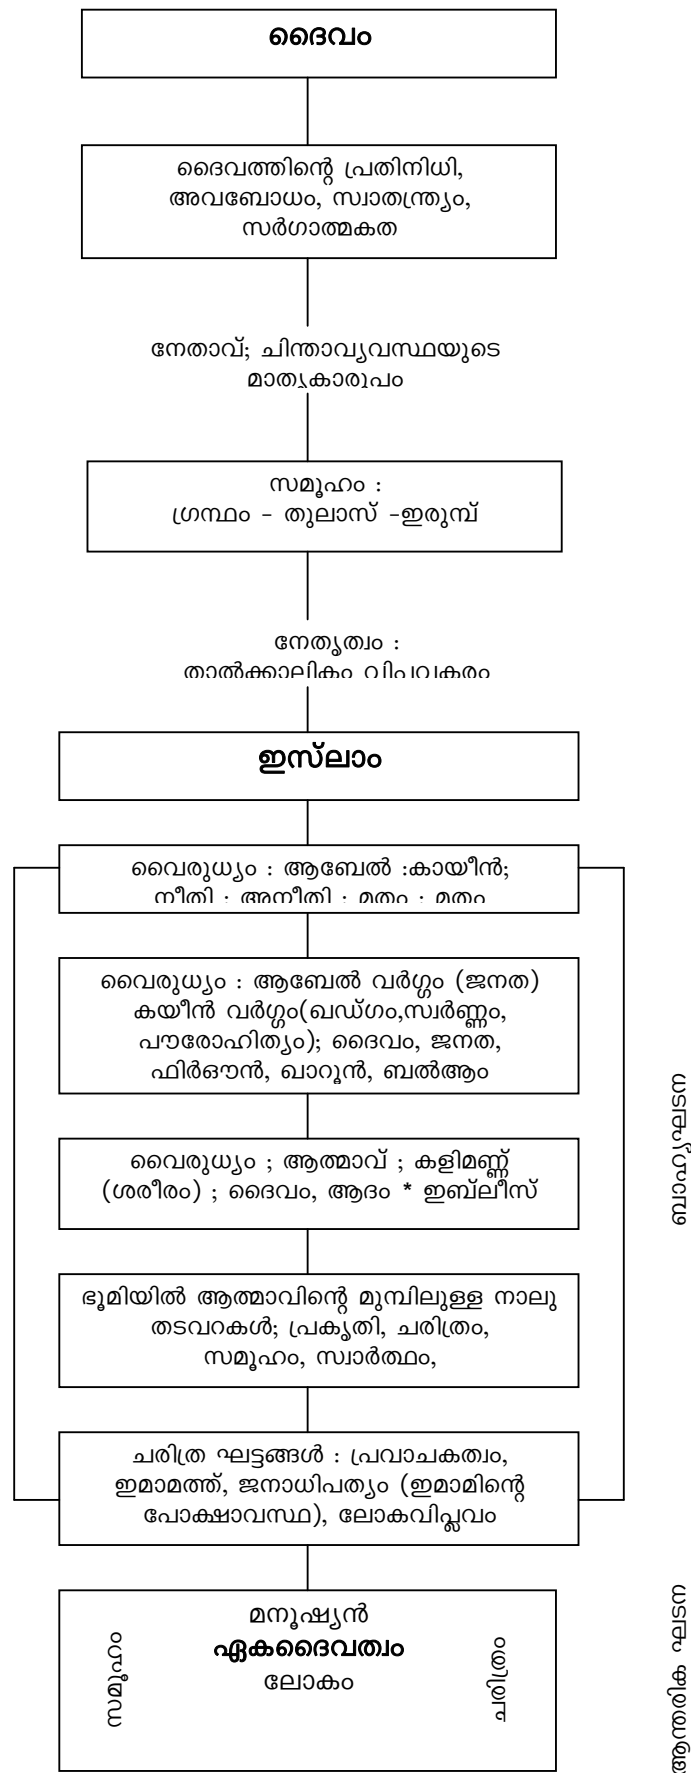 ദൈവം
ദൈവത്തിന്റെ പ്രതിനിധി,
അവബോധം, സ്വാതന്ത്ര്യം,
സർഗാത്മകത
നേതാവ്; ചിന്താവ്യവസ്ഥയുടെ
മാതൃകാരൂപം
സമൂഹം :
ഗ്രന്ഥം - തുലാസ് -ഇരുമ്പ്
നേതൃത്വം :
താൽക്കാലികം വിപ്ലവകരം
ഇസ്‌ലാം
വൈരുധ്യം : ആബേൽ :കായീൻ;
നീതി : അനീതി : മതം : മതം
വൈരുധ്യം : ആബേൽ വർഗ്ഗം (ജനത)
കയീൻ വർഗ്ഗം(ഖഡ്ഗം,സ്വർണ്ണം,
പൗരോഹിത്യം); ദൈവം, ജനത,
ഫിർഔൻ, ഖാറൂൻ, ബൽആം
വൈരുധ്യം ; ആത്മാവ് ; കളിമണ്ണ്
(ശരീരം) ; ദൈവം, ആദം * ഇബ്‌ലീസ്
ഭൂമിയിൽ ആത്മാവിന്റെ മുമ്പിലുള്ള നാലു
തടവറകൾ; പ്രകൃതി, ചരിത്രം,
സമൂഹം, സ്വാർത്ഥം,
ചരിത്ര ഘട്ടങ്ങൾ : പ്രവാചകത്വം,
ഇമാമത്ത്, ജനാധിപത്യം (ഇമാമിന്റെ
പോക്ഷാവസ്ഥ), ലോകവിപ്ലവം
ബാഹ്യഘടന
മനൂഷ്യൻ
ഏകദൈവത്വം
ലോകം
സമൂഹം
ചരിത്രം
ആന്തരിക ഘടന